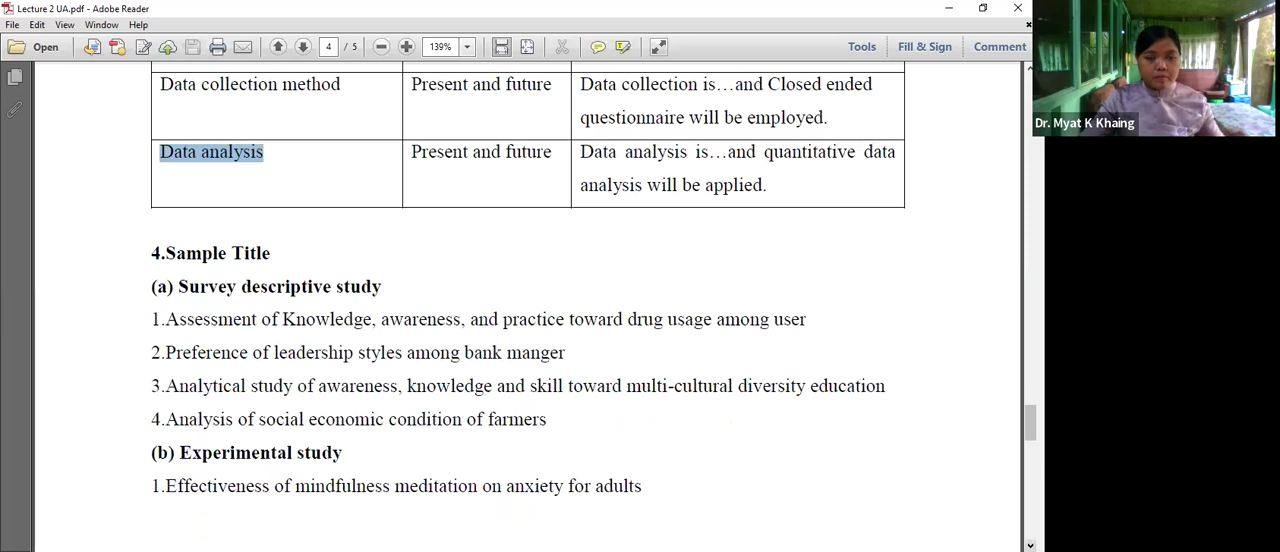 Lecture 2 UA.pdf - Adobe Reader
File Edit View Window Help
Open 4 / 5 139% Tools Fill & Sign Comment
Dr. Myat K Khaing
Data collection method Present and future Data collection is…and Closed ended
questionnaire will be employed.
Data analysis Present and future Data analysis is…and quantitative data
analysis will be applied.
4.Sample Title
(a) Survey descriptive study
1.Assessment of Knowledge, awareness, and practice toward drug usage among user
2.Preference of leadership styles among bank manger
3.Analytical study of awareness, knowledge and skill toward multi-cultural diversity education
4.Analysis of social economic condition of farmers
(b) Experimental study
1.Effectiveness of mindfulness meditation on anxiety for adults